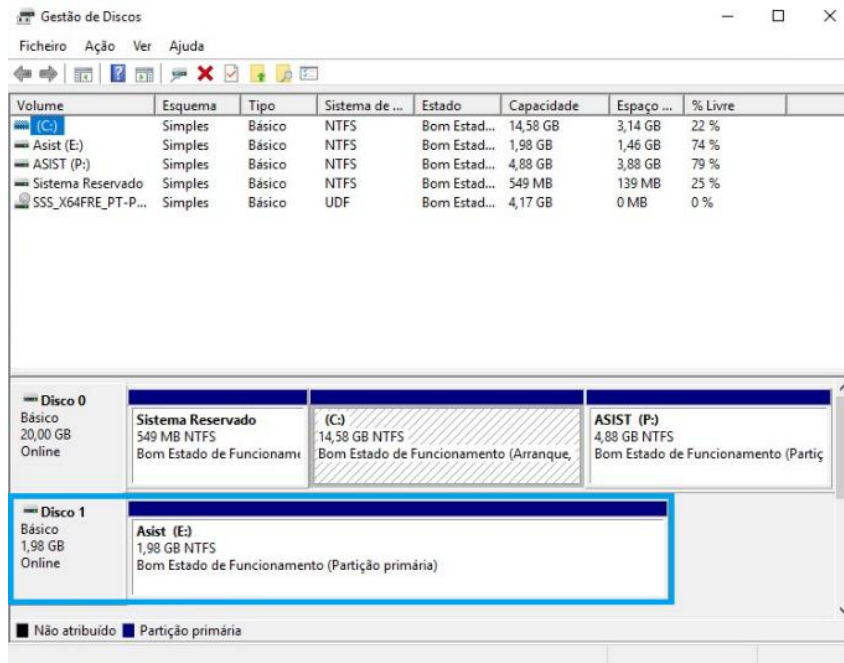 Gestão de Discos
Ficheiro Ação Ver Ajuda
Volume Esquema Tipo Sistema de ... Estado Capacidade Espaço ... % Livre
(C:) Simples Básico NTFS Bom Estad... 14,58 GB 3,14 GB 22 %
Asist (E:) Simples Básico NTFS Bom Estad... 1,98 GB 1,46 GB 74 %
ASIST (P:) Simples Básico NTFS Bom Estad... 4,88 GB 3,88 GB 79 %
Sistema Reservado Simples Básico NTFS Bom Estad... 549 MB 139 MB 25 %
SSS_X64FRE_PT-P... Simples Básico UDF Bom Estad... 4,17 GB 0 MB 0 %
Disco 0
Básico
20,00 GB
Online
Sistema Reservado
549 MB NTFS
Bom Estado de Funcioname
(C:)
14,58 GB NTFS
Bom Estado de Funcionamento (Arranque,
ASIST (P:)
4,88 GB NTFS
Bom Estado de Funcionamento (Partiç
Disco 1
Básico
1,98 GB
Online
Asist (E:)
1,98 GB NTFS
Bom Estado de Funcionamento (Partição primária)
Não atribuído Partição primária